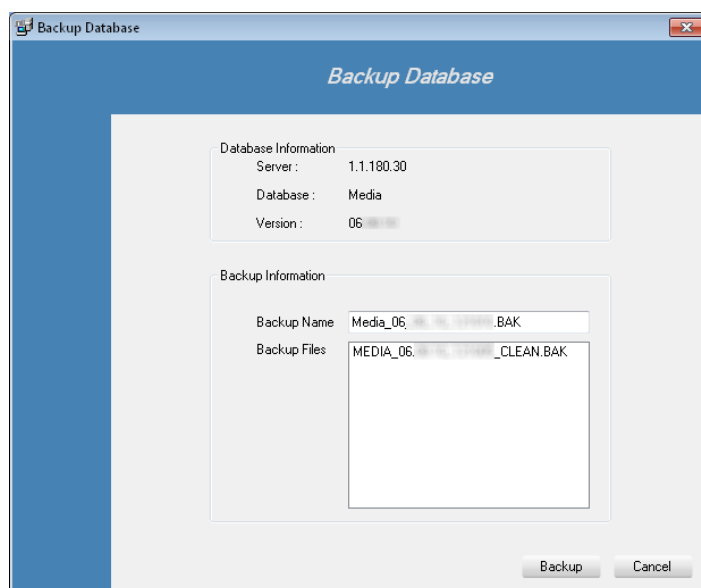 Backup Database
Backup Database
Database Information
Server : 1.1.180.30
Database : Media
Version : 06
Backup Information
Backup Name Media_06 .BAK
Backup Files MEDIA_06. _CLEAN.BAK
Backup Cancel